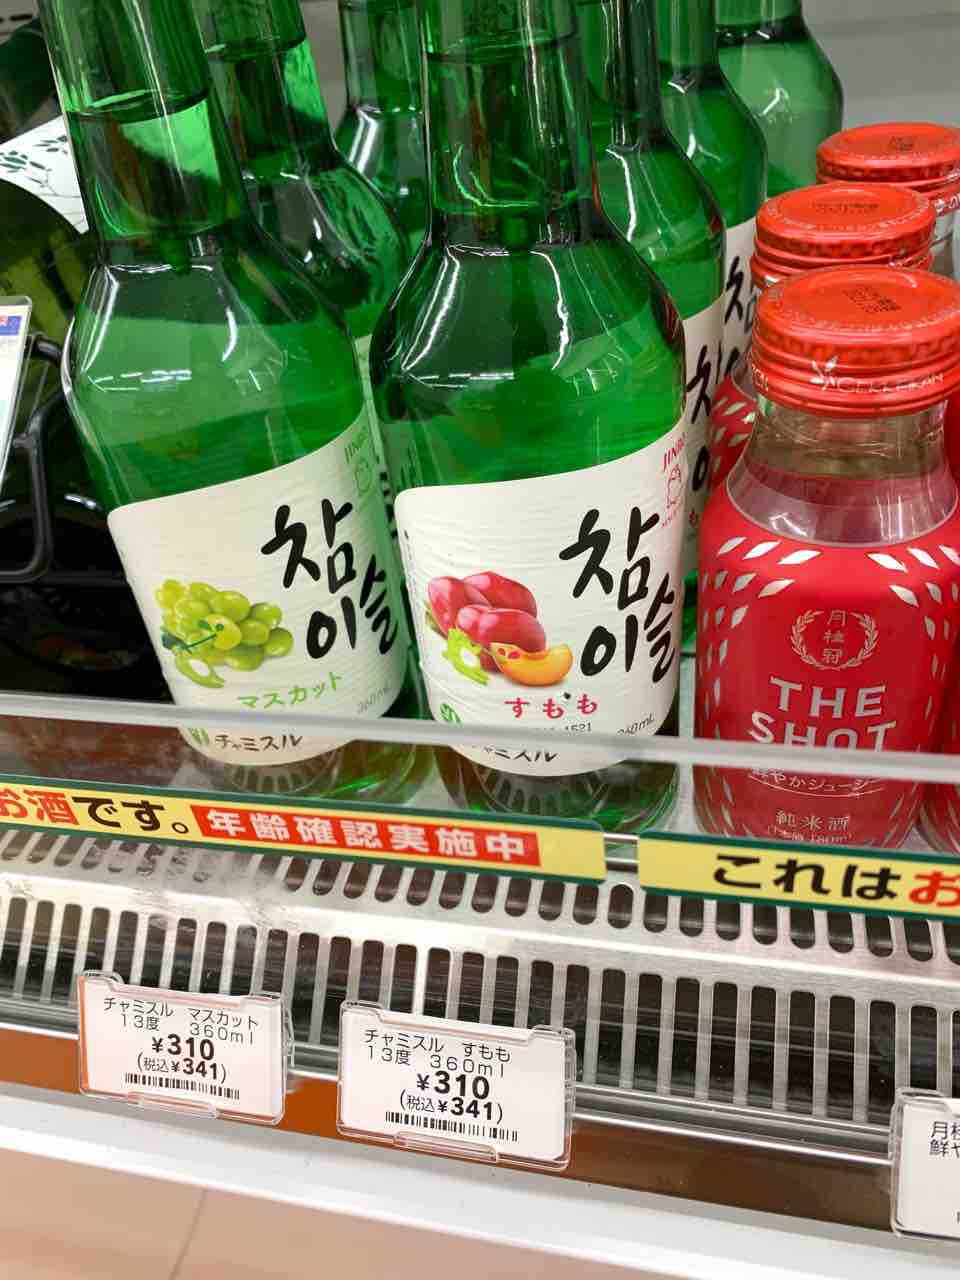 JINRO
참
이슬
マスカット
360mL
チャミスル
JINRO
참
이슬
すもも
360mL
チャミスル
月桂冠
THE
SHOT
純米酒
お酒です。年齢確認実施中
これはお
チャミスル マスカット
13度 360ml
¥310
(税込¥341)
チャミスル すもも
13度 360ml
¥310
(税込¥341)